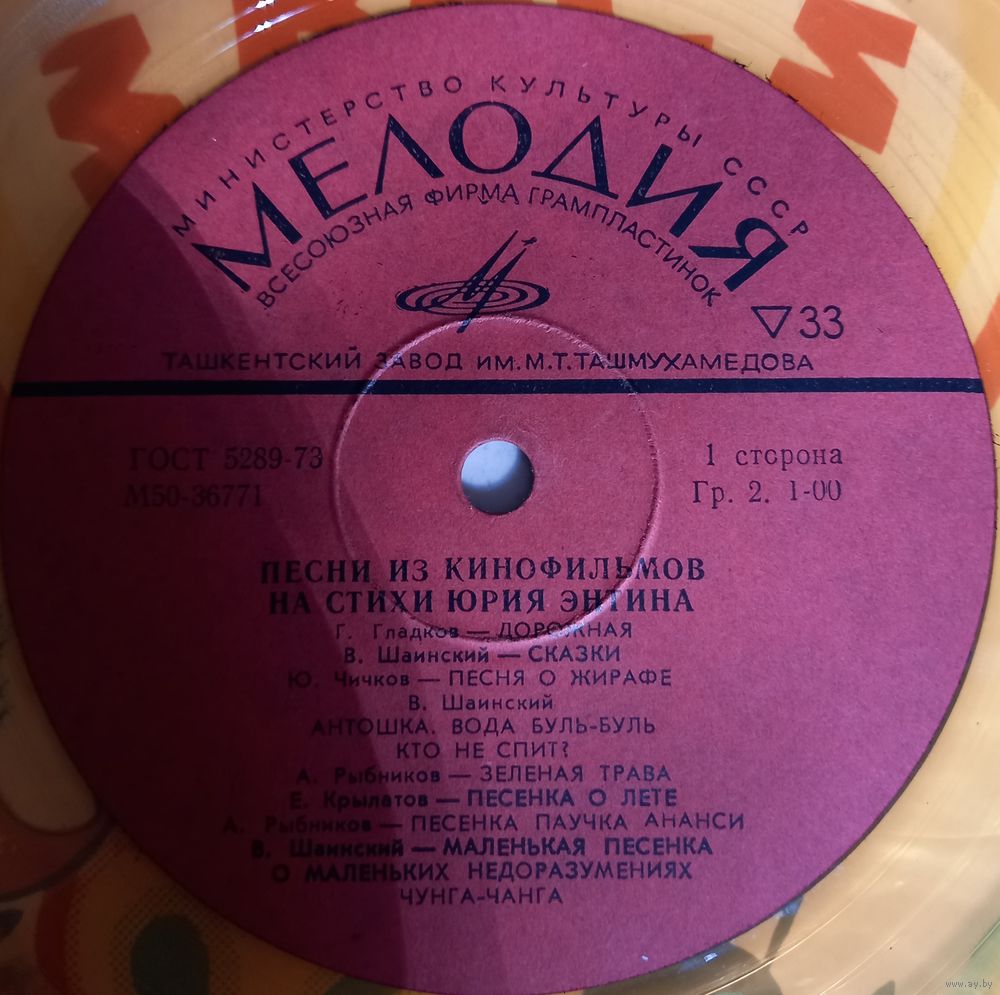 МИНИСТЕРСТВО КУЛЬТУРЫ СССР
МЕЛОДИЯ
ВСЕСОЮЗНАЯ ФИРМА ГРАМПЛАСТИНОК
33
ТАШКЕНТСКИЙ ЗАВОД ИМ. М.Т.ТАШМУХАМЕДОВА
ГОСТ 5289-73
М50-36771
1 сторона
Гр. 2. 1-00
ПЕСНИ ИЗ КИНОФИЛЬМОВ
НА СТИХИ ЮРИЯ ЭНТИНА
Г. Гладков — ДОРОЖНАЯ
В. Шаинский — СКАЗКИ
Ю. Чичков — ПЕСНЯ О ЖИРАФЕ
В. Шаинский
АНТОШКА. ВОДА БУЛЬ-БУЛЬ
КТО НЕ СПИТ?
А. Рыбников — ЗЕЛЕНАЯ ТРАВА
Е. Крылатов — ПЕСЕНКА О ЛЕТЕ
А. Рыбников — ПЕСЕНКА ПАУЧКА АНАНСИ
В. Шаинский — МАЛЕНЬКАЯ ПЕСЕНКА
О МАЛЕНЬКИХ НЕДОРАЗУМЕНИЯХ
ЧУНГА-ЧАНГА
www.ay.by